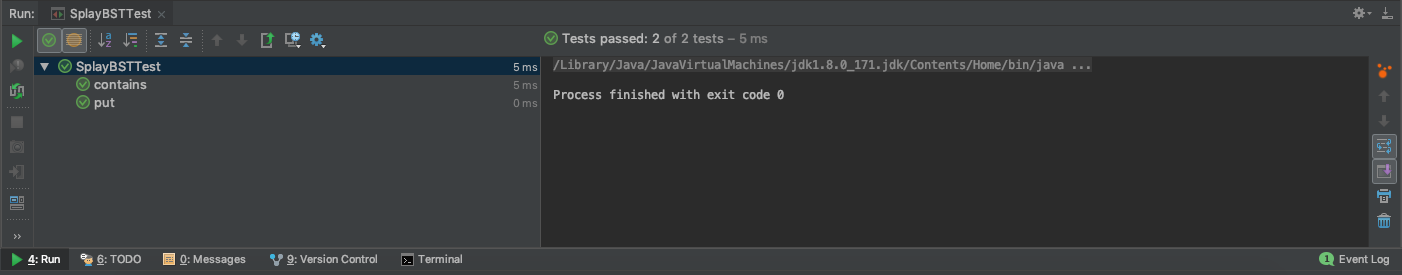 Run: SplayBSTTest
Tests passed: 2 of 2 tests – 5 ms
SplayBSTTest 5 ms
contains 5 ms
put 0 ms
/Library/Java/JavaVirtualMachines/jdk1.8.0_171.jdk/Contents/Home/bin/java ...
Process finished with exit code 0
4: Run 6: TODO 0: Messages 9: Version Control Terminal 1 Event Log